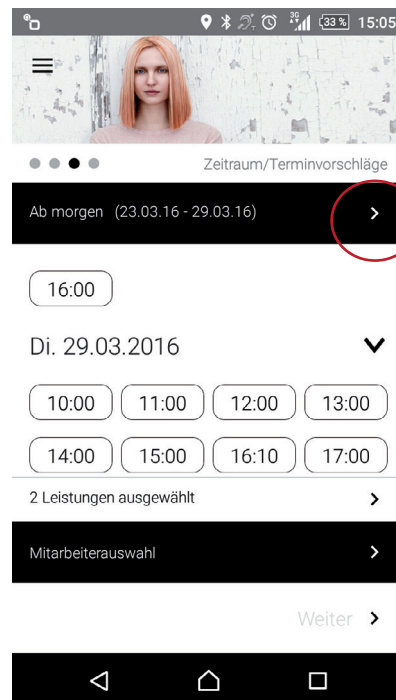 3G 33 % 15:05
Zeitraum/Terminvorschläge
Ab morgen (23.03.16 - 29.03.16)
16:00
Di. 29.03.2016
10:00 11:00 12:00 13:00
14:00 15:00 16:10 17:00
2 Leistungen ausgewählt
Mitarbeiterauswahl
Weiter